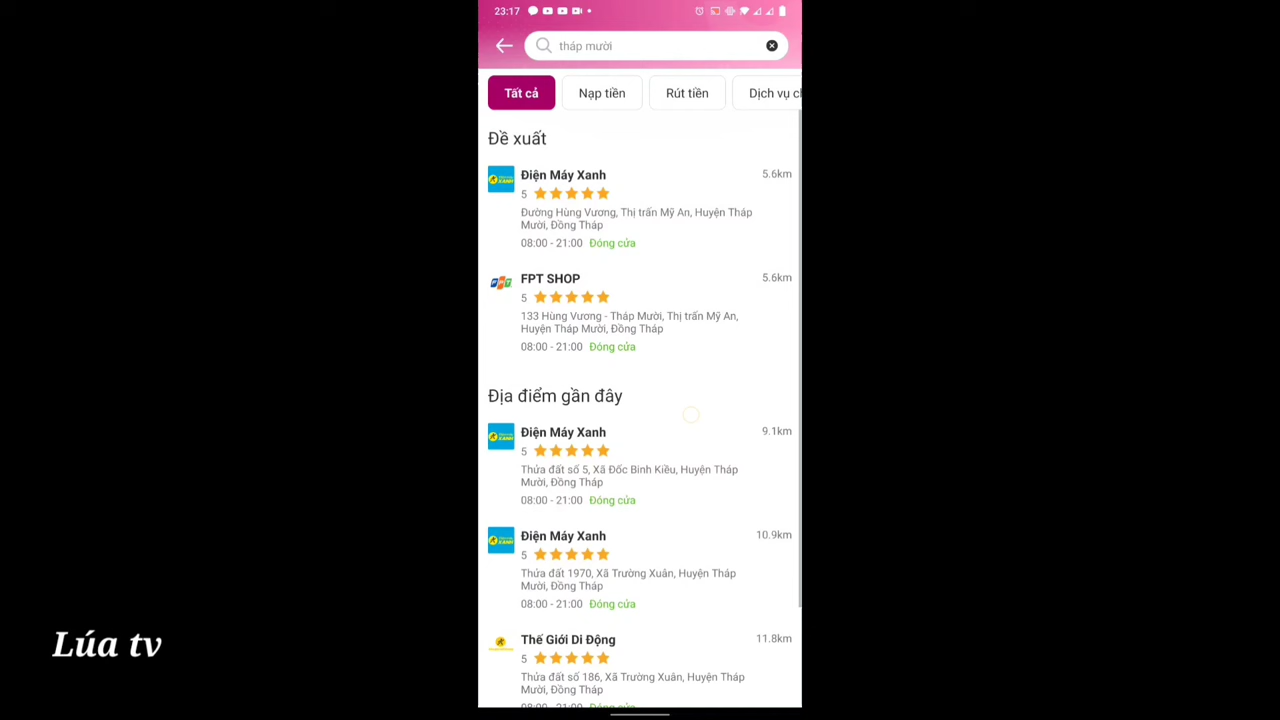 23:17
tháp mười
Tất cả
Nạp tiền
Rút tiền
Dịch vụ ch
Đề xuất
Điện Máy Xanh
5.6km
5
Đường Hùng Vương, Thị trấn Mỹ An, Huyện Tháp
Mười, Đồng Tháp
08:00 - 21:00 Đóng cửa
FPT SHOP
5.6km
5
133 Hùng Vương - Tháp Mười, Thị trấn Mỹ An,
Huyện Tháp Mười, Đồng Tháp
08:00 - 21:00 Đóng cửa
Địa điểm gần đây
Điện Máy Xanh
9.1km
5
Thửa đất số 5, Xã Đốc Binh Kiều, Huyện Tháp
Mười, Đồng Tháp
08:00 - 21:00 Đóng cửa
Điện Máy Xanh
10.9km
5
Thửa đất 1970, Xã Trường Xuân, Huyện Tháp
Mười, Đồng Tháp
08:00 - 21:00 Đóng cửa
Thế Giới Di Động
11.8km
5
Thửa đất số 186, Xã Trường Xuân, Huyện Tháp
Mười, Đồng Tháp
Lúa tv